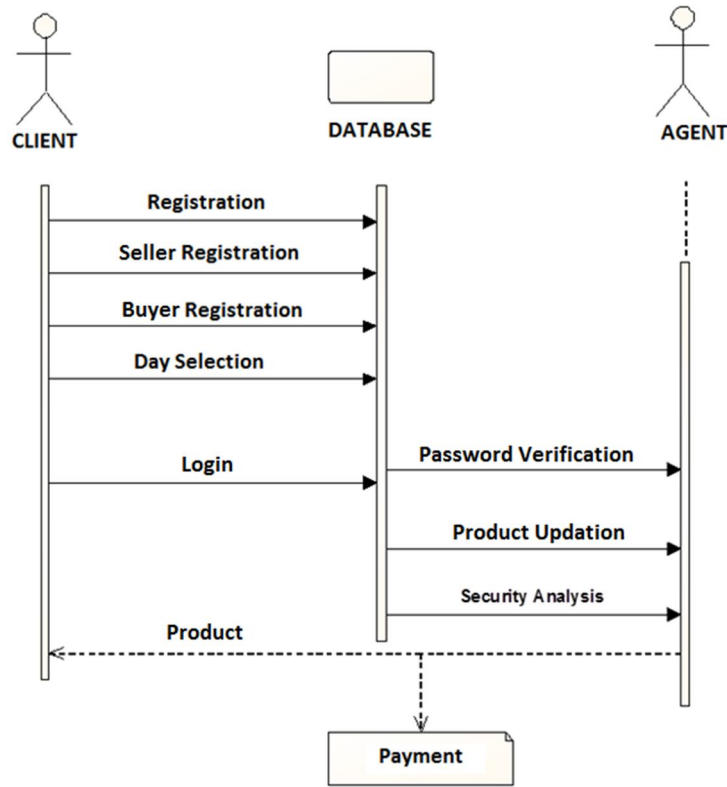 CLIENT
DATABASE
AGENT
Registration
Seller Registration
Buyer Registration
Day Selection
Login
Password Verification
Product Updation
Security Analysis
Product
Payment